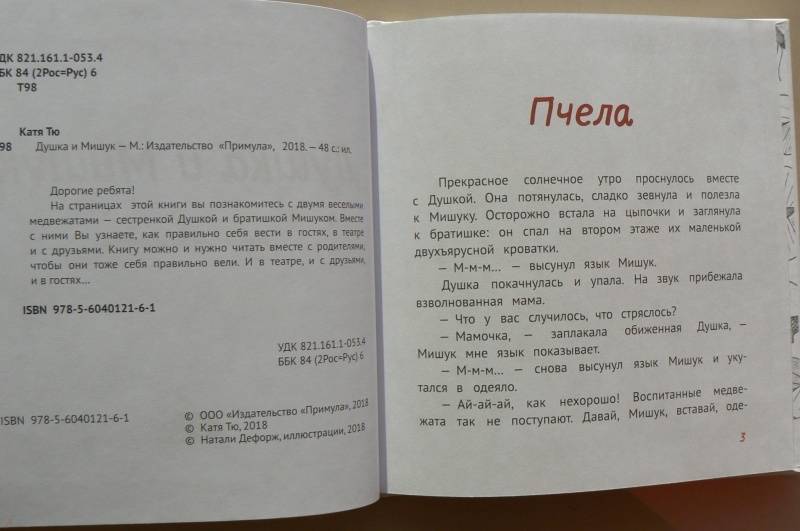 УДК 821.161.1-053.4
ББК 84 (2Рос=Рус) 6
Т98
Катя Тю
98 Душка и Мишук — М.: Издательство «Примула», 2018. — 48 с.: ил.
Дорогие ребята!
На страницах этой книги вы познакомитесь с двумя веселыми
медвежатами — сестренкой Душкой и братишкой Мишуком. Вместе
с ними Вы узнаете, как правильно себя вести в гостях, в театре
и с друзьями. Книгу можно и нужно читать вместе с родителями,
чтобы они тоже себя правильно вели. И в театре, и с друзьями,
и в гостях...
ISBN 978-5-6040121-6-1
УДК 821.161.1-053.4
ББК 84 (2Рос=Рус) 6
ISBN 978-5-6040121-6-1
© ООО «Издательство «Примула», 2018
© Катя Тю, 2018
© Натали Дефорж, иллюстрации, 2018
Пчела
Прекрасное солнечное утро проснулось вместе
с Душкой. Она потянулась, сладко зевнула и полезла
к Мишуку. Осторожно встала на цыпочки и заглянула
к братишке: он спал на втором этаже их маленькой
двухъярусной кроватки.
– М-м-м... – высунул язык Мишук.
Душка покачнулась и упала. На звук прибежала
взволнованная мама.
– Что у вас случилось, что стряслось?
– Мамочка, – заплакала обиженная Душка, –
Мишук мне язык показывает.
– М-м-м... – снова высунул язык Мишук и уку-
тался в одеяло.
– Ай-ай-ай, как нехорошо! Воспитанные медве-
жата так не поступают. Давай, Мишук, вставай, оде-
3